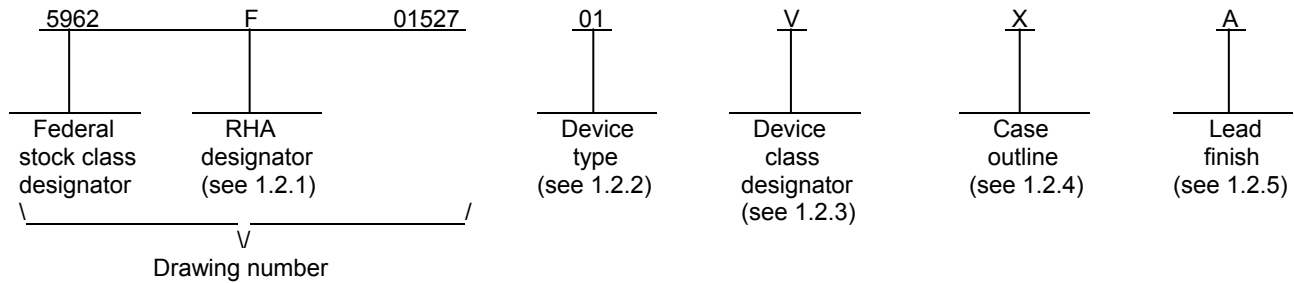 5962 F 01527 01 V X A
Federal RHA Device Device Case Lead
stock class designator type class outline finish
designator (see 1.2.1) (see 1.2.2) designator (see 1.2.4) (see 1.2.5)
\ / (see 1.2.3)
\/
Drawing number